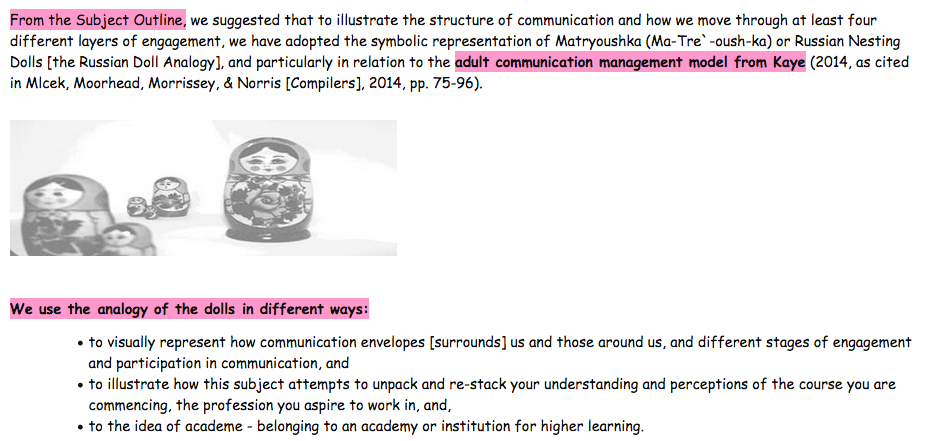 From the Subject Outline, we suggested that to illustrate the structure of communication and how we move through at least four
different layers of engagement, we have adopted the symbolic representation of Matryoushka (Ma-Tre`-oush-ka) or Russian Nesting
Dolls [the Russian Doll Analogy], and particularly in relation to the adult communication management model from Kaye (2014, as cited
in Mlcek, Moorhead, Morrissey, & Norris [Compilers], 2014, pp. 75-96).
We use the analogy of the dolls in different ways:
• to visually represent how communication envelopes [surrounds] us and those around us, and different stages of engagement
and participation in communication, and
• to illustrate how this subject attempts to unpack and re-stack your understanding and perceptions of the course you are
commencing, the profession you aspire to work in, and,
• to the idea of academe - belonging to an academy or institution for higher learning.